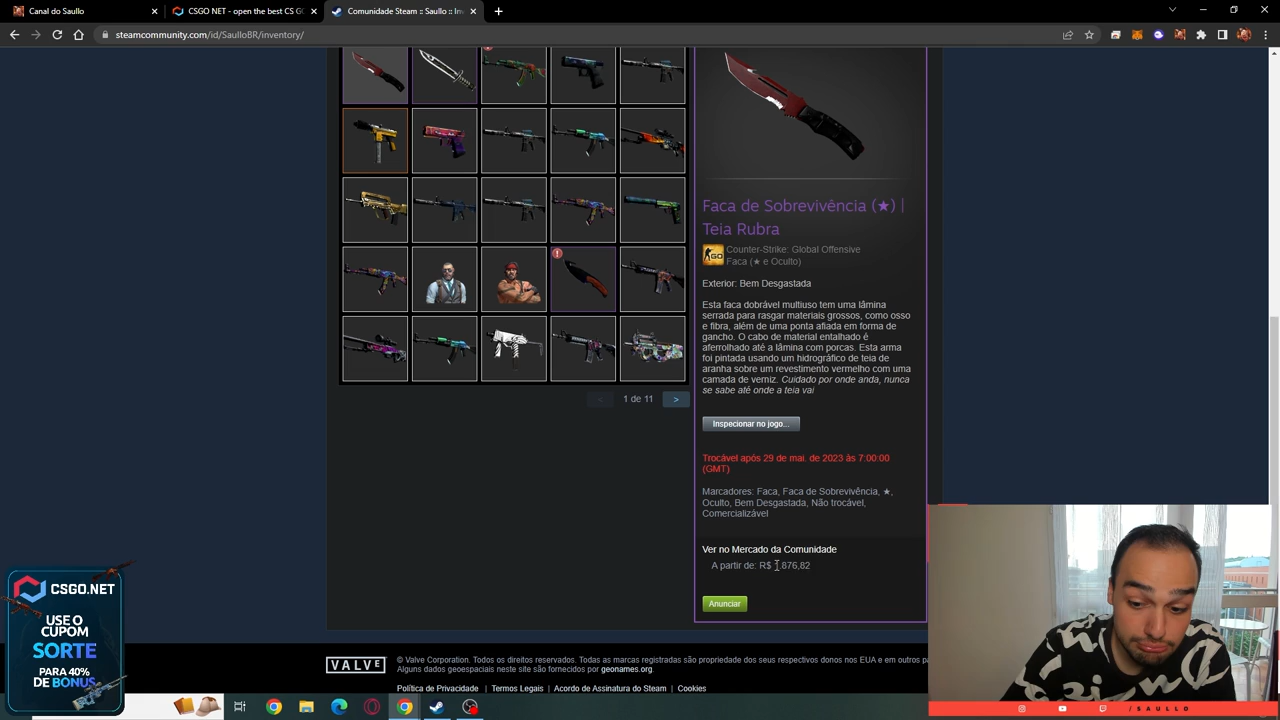 Canal do Saullo
CSGO.NET - open the best CS GO
Comunidade Steam :: Saullo :: Inv
steamcommunity.com/id/SaulloBR/inventory/
Faca de Sobrevivência (★) |
Teia Rubra
Counter-Strike: Global Offensive
Faca (★ e Oculto)
Exterior: Bem Desgastada
Esta faca dobrável multiuso tem uma lâmina
serrada para rasgar materiais grossos, como osso
e fibra, além de uma ponta afiada em forma de
gancho. O cabo de material entalhado é
aferrolhado até a lâmina com porcas. Esta arma
foi pintada usando um hidrográfico de teia de
aranha sobre um revestimento vermelho com uma
camada de verniz. Cuidado por onde anda, nunca
se sabe até onde a teia vai
1 de 11
Inspecionar no jogo...
Trocável após 29 de mai. de 2023 às 7:00:00
(GMT)
Marcadores: Faca, Faca de Sobrevivência, ★,
Oculto, Bem Desgastada, Não trocável,
Comercializável
Ver no Mercado da Comunidade
A partir de: R$ .876,82
Anunciar
CSGO.NET
USE O
CUPOM
SORTE
PARA 40%
DE BÔNUS
VALVE
© Valve Corporation. Todos os direitos reservados. Todas as marcas registradas são propriedade dos seus respectivos donos nos EUA e em outros pa
Alguns dados geoespaciais neste site são fornecidos por geonames.org.
Política de Privacidade | Termos Legais | Acordo de Assinatura do Steam | Cookies
/SAULLO